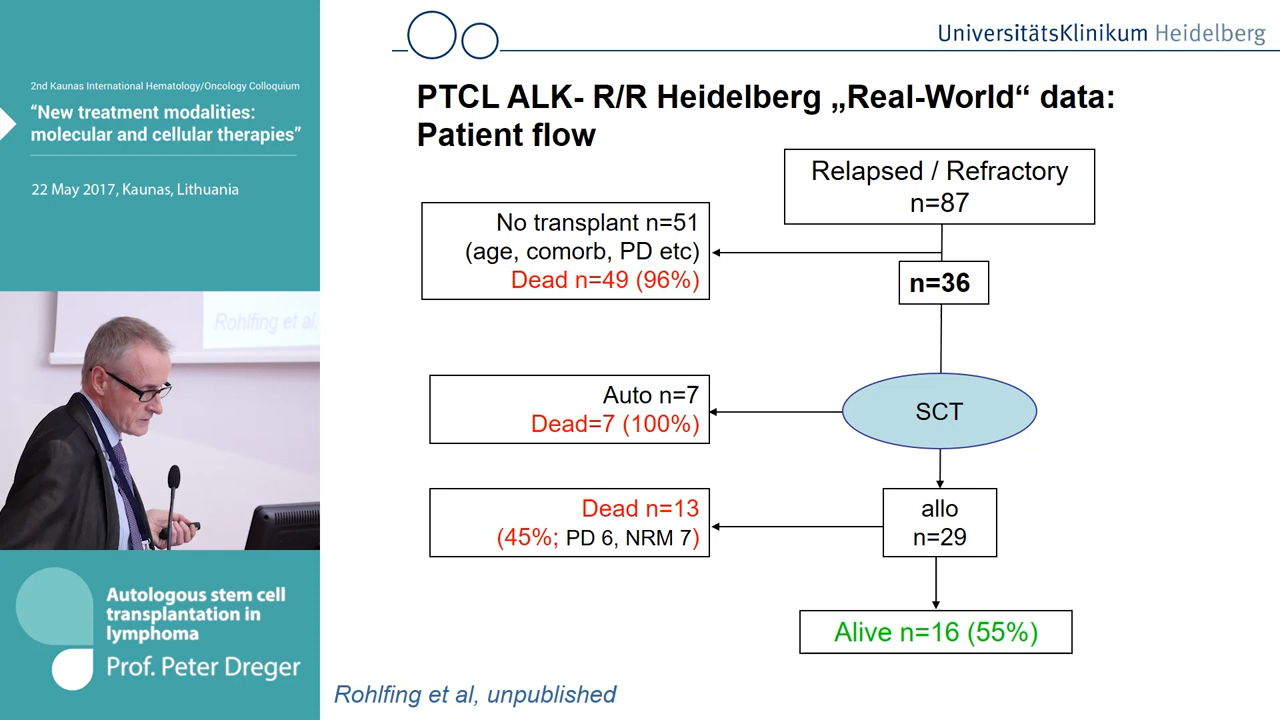 2nd Kaunas International Hematology/Oncology Colloquium
“New treatment modalities:
molecular and cellular therapies”
22 May 2017, Kaunas, Lithuania
Rohlfing et al,
Autologous stem cell
transplantation in
lymphoma
Prof. Peter Dreger
UniversitätsKlinikum Heidelberg
PTCL ALK- R/R Heidelberg „Real-World“ data:
Patient flow
Relapsed / Refractory
n=87
No transplant n=51
(age, comorb, PD etc)
Dead n=49 (96%)
n=36
Auto n=7
Dead=7 (100%)
SCT
Dead n=13
(45%; PD 6, NRM 7)
allo
n=29
Alive n=16 (55%)
Rohlfing et al, unpublished